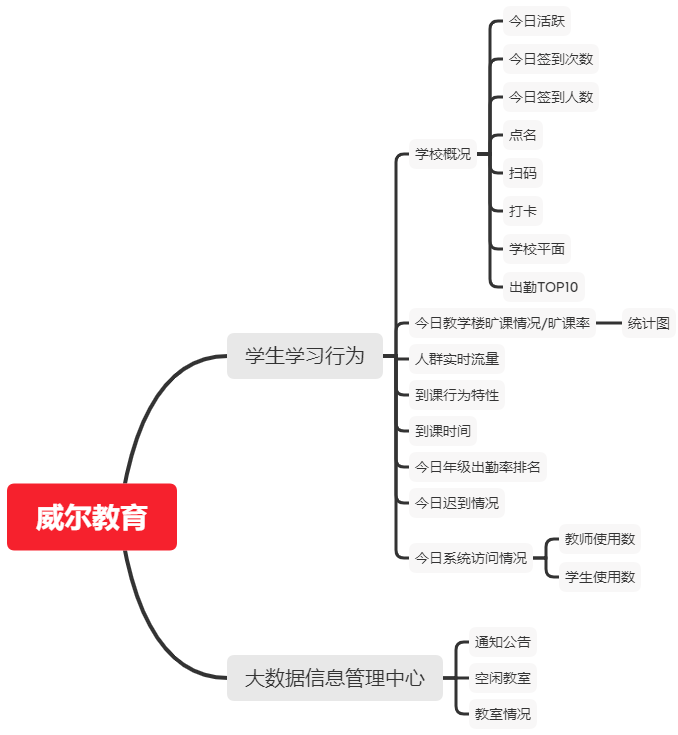 威尔教育
学生学习行为
学校概况
今日活跃
今日签到次数
今日签到人数
点名
扫码
打卡
学校平面
出勤TOP10
今日教学楼旷课情况/旷课率
统计图
人群实时流量
到课行为特性
到课时间
今日年级出勤率排名
今日迟到情况
今日系统访问情况
教师使用数
学生使用数
大数据信息管理中心
通知公告
空闲教室
教室情况